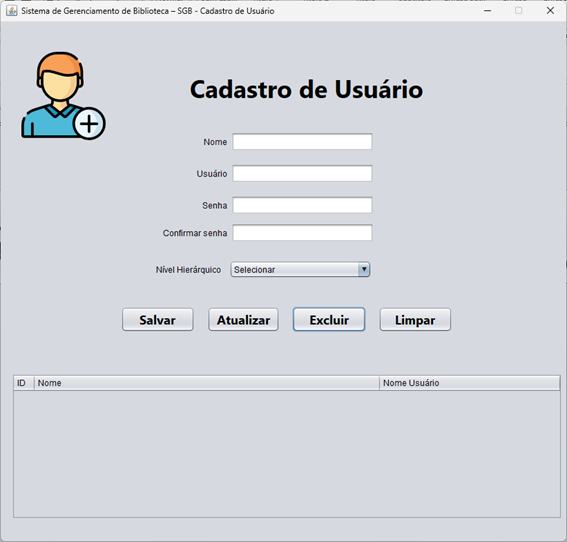 Sistema de Gerenciamento de Biblioteca – SGB - Cadastro de Usuário
Cadastro de Usuário
Nome
Usuário
Senha
Confirmar senha
Nível Hierárquico Selecionar
Salvar Atualizar Excluir Limpar
ID Nome Nome Usuário